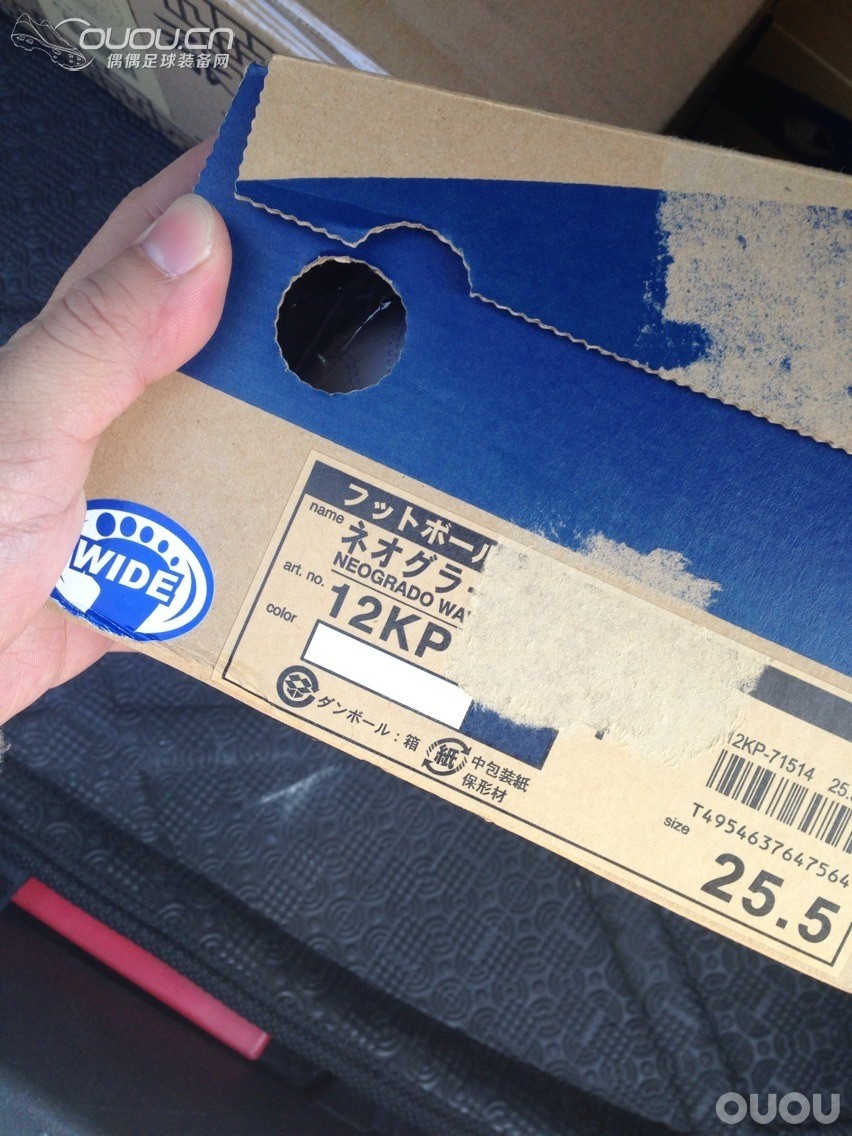 OUOU.CN
偶偶足球装备网
WIDE
フットボール
name ネオグラ
NEOGRADO WA
art. no. 12KP
color
ダンボール：箱
紙 中包装紙
保形材
12KP-71514 25.
T4954637647564
size
25.5
OUOU